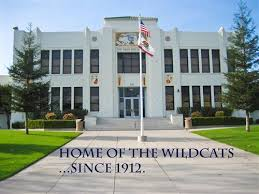 HOME OF THE WILDCATS
...SINCE 1912.